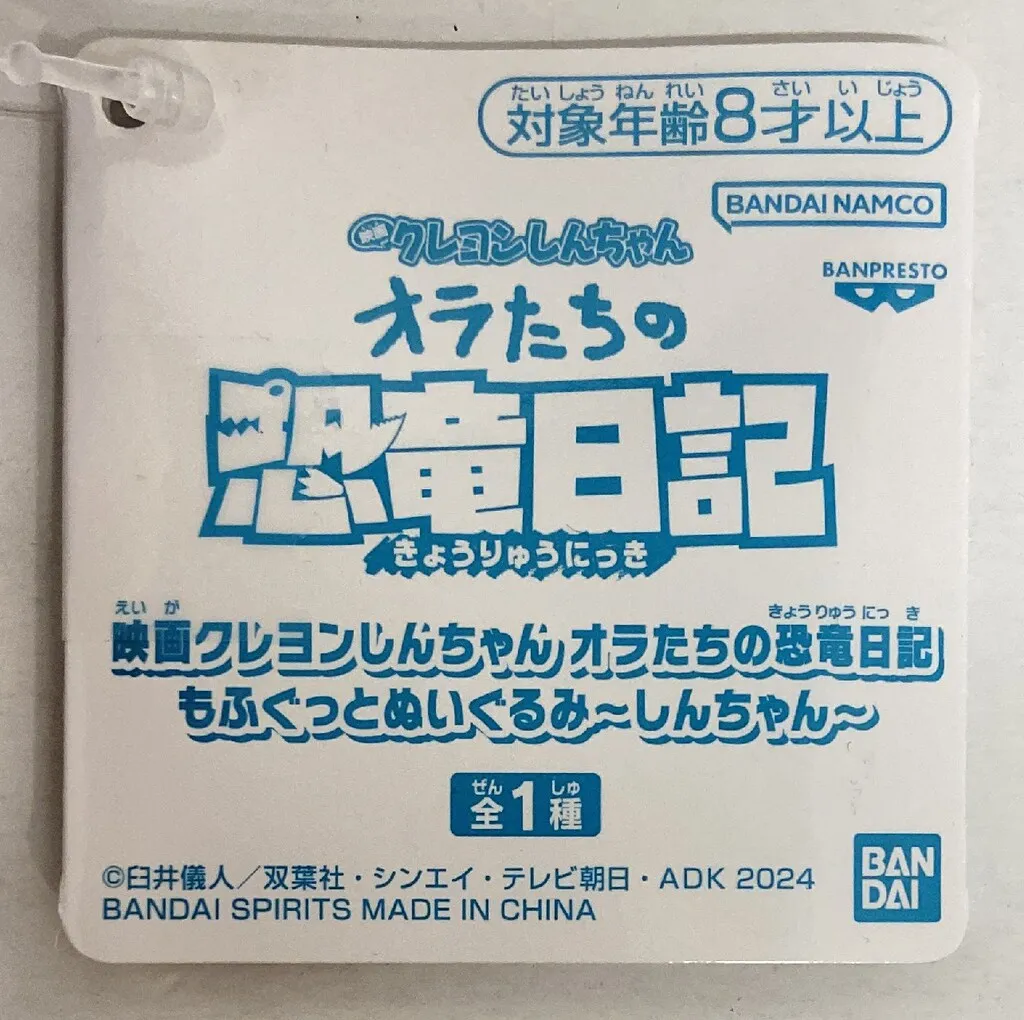 たいしょうねんれい さいいじょう
対象年齢8才以上
BANDAI NAMCO
BANPRESTO
映画クレヨンしんちゃん
オラたちの
恐竜日記
きょうりゅうにっき
えいが きょうりゅうにっき
映画クレヨンしんちゃん オラたちの恐竜日記
もふぐっとぬいぐるみ～しんちゃん～
ぜん しゅ
全1種
©臼井儀人／双葉社・シンエイ・テレビ朝日・ADK 2024
BANDAI SPIRITS MADE IN CHINA
BAN
DAI